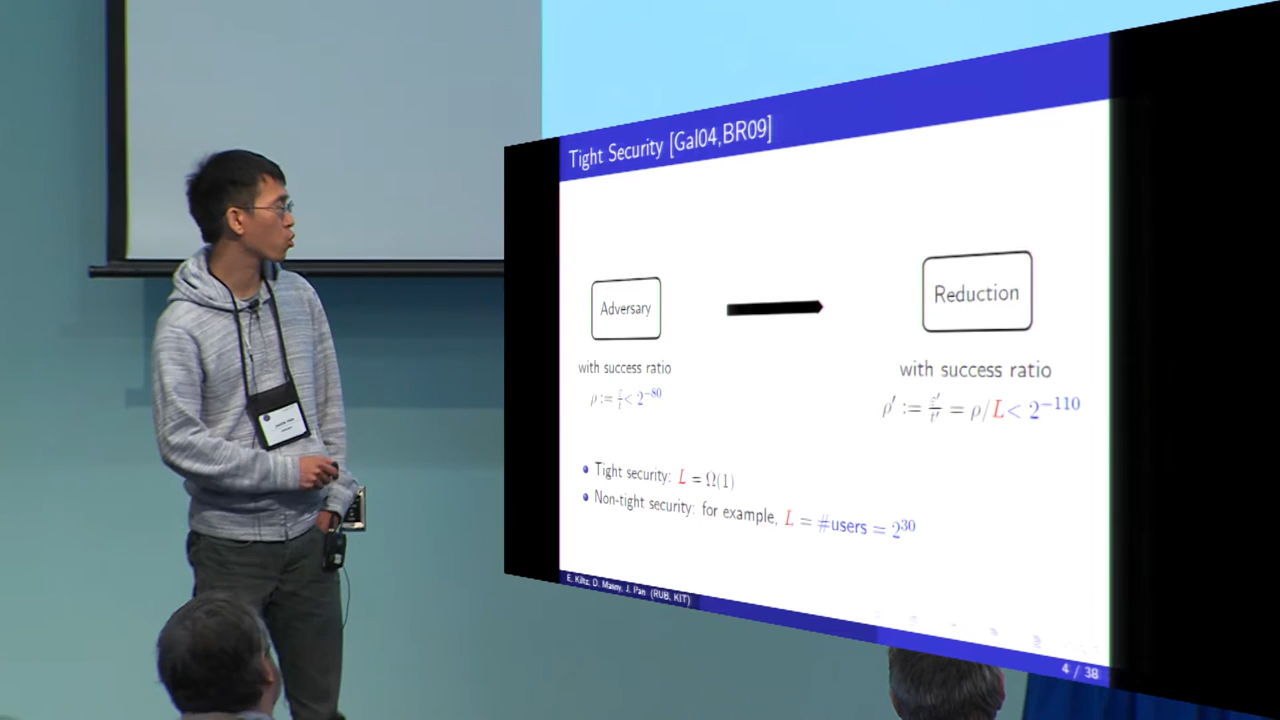 Tight Security [Gal04,BR09]
Adversary
Reduction
with success ratio
ρ := ε/t < 2^−80
with success ratio
ρ′ := ε′/t′ = ρ/L < 2^−110
Tight security: L = Ω(1)
Non-tight security: for example, L = #users = 2^30
E. Kiltz, D. Masny, J. Pan (RUB, KIT)
4 / 38